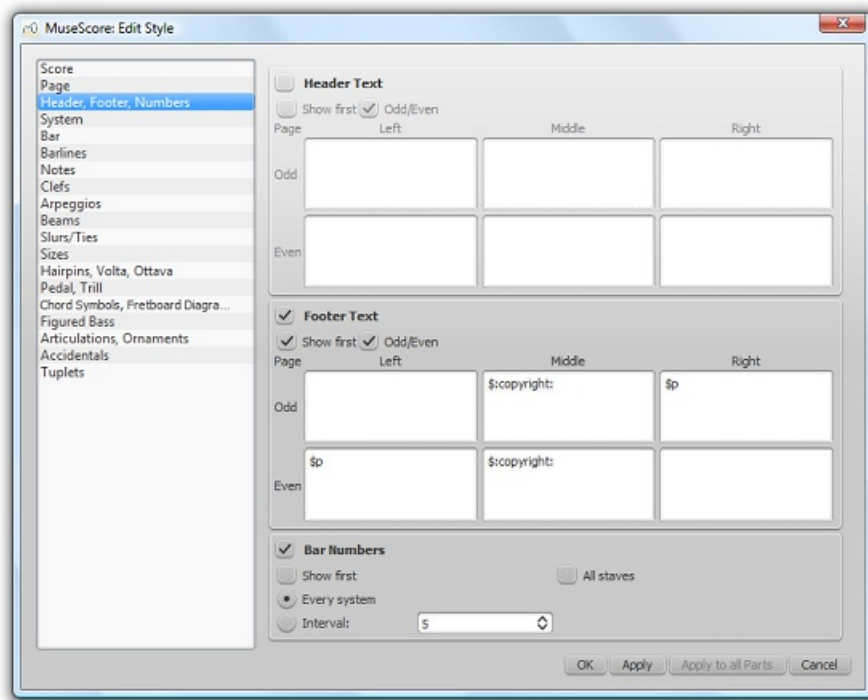 MuseScore: Edit Style
Score
Page
Header, Footer, Numbers
System
Bar
Barlines
Notes
Clefs
Arpeggios
Beams
Slurs/Ties
Sizes
Hairpins, Volta, Ottava
Pedal, Trill
Chord Symbols, Fretboard Diagra...
Figured Bass
Articulations, Ornaments
Accidentals
Tuplets
Header Text
Show first Odd/Even
Page Left Middle Right
Odd
Even
Footer Text
Show first Odd/Even
Page Left Middle Right
Odd $:copyright: $p
Even $p $:copyright:
Bar Numbers
Show first All staves
Every system
Interval: 5
OK Apply Apply to all Parts Cancel